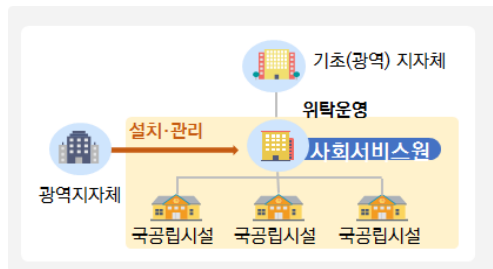 기초(광역) 지자체
위탁운영
설치·관리
사회서비스원
광역지자체
국공립시설 국공립시설 국공립시설